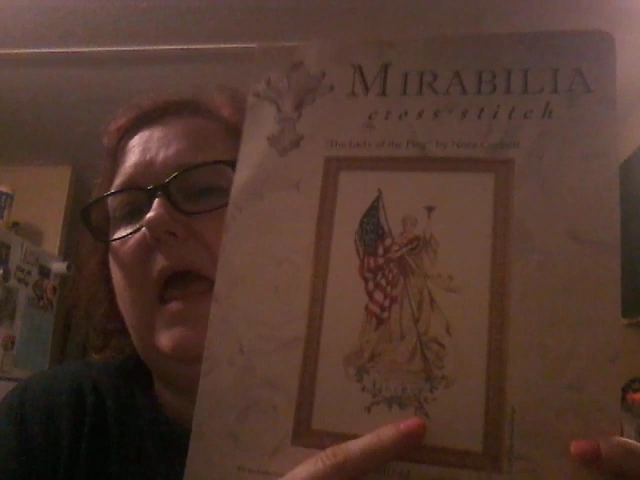 MIRABILIA
cross•stitch
"The Lady of the Flag" by Nora Corbett